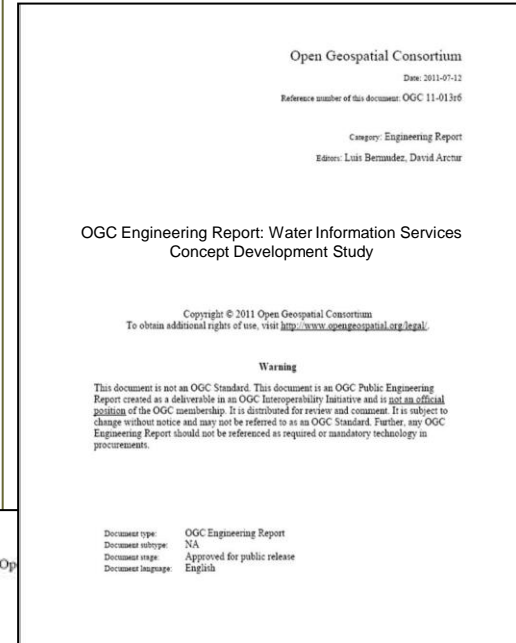 Open Geospatial Consortium
Date: 2011-07-12
Reference number of this document: OGC 11-013r6
Category: Engineering Report
Editors: Luis Bermudez, David Arctur
OGC Engineering Report: Water Information Services
Concept Development Study
Copyright © 2011 Open Geospatial Consortium
To obtain additional rights of use, visit http://www.opengeospatial.org/legal/.
Warning
This document is not an OGC Standard. This document is an OGC Public Engineering
Report created as a deliverable in an OGC Interoperability Initiative and is not an official
position of the OGC membership. It is distributed for review and comment. It is subject to
change without notice and may not be referred to as an OGC Standard. Further, any OGC
Engineering Report should not be referenced as required or mandatory technology in
procurements.
Document type: OGC Engineering Report
Document subtype: NA
Document stage: Approved for public release
Document language: English
Op